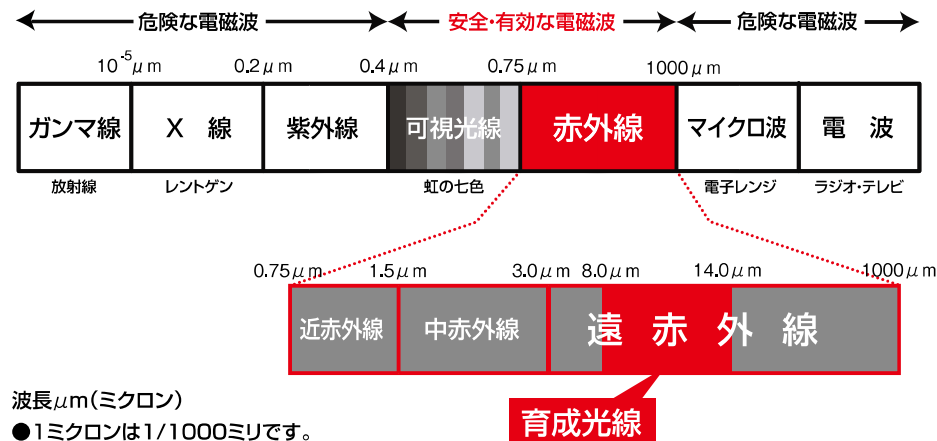 危険な電磁波 安全・有効な電磁波 危険な電磁波
10⁻⁵μm 0.2μm 0.4μm 0.75μm 1000μm
ガンマ線 X 線 紫外線 可視光線 赤外線 マイクロ波 電 波
放射線 レントゲン 虹の七色 電子レンジ ラジオ・テレビ
0.75μm 1.5μm 3.0μm 8.0μm 14.0μm 1000μm
近赤外線 中赤外線 遠赤外線
育成光線
波長μm(ミクロン)
●1ミクロンは1/1000ミリです。